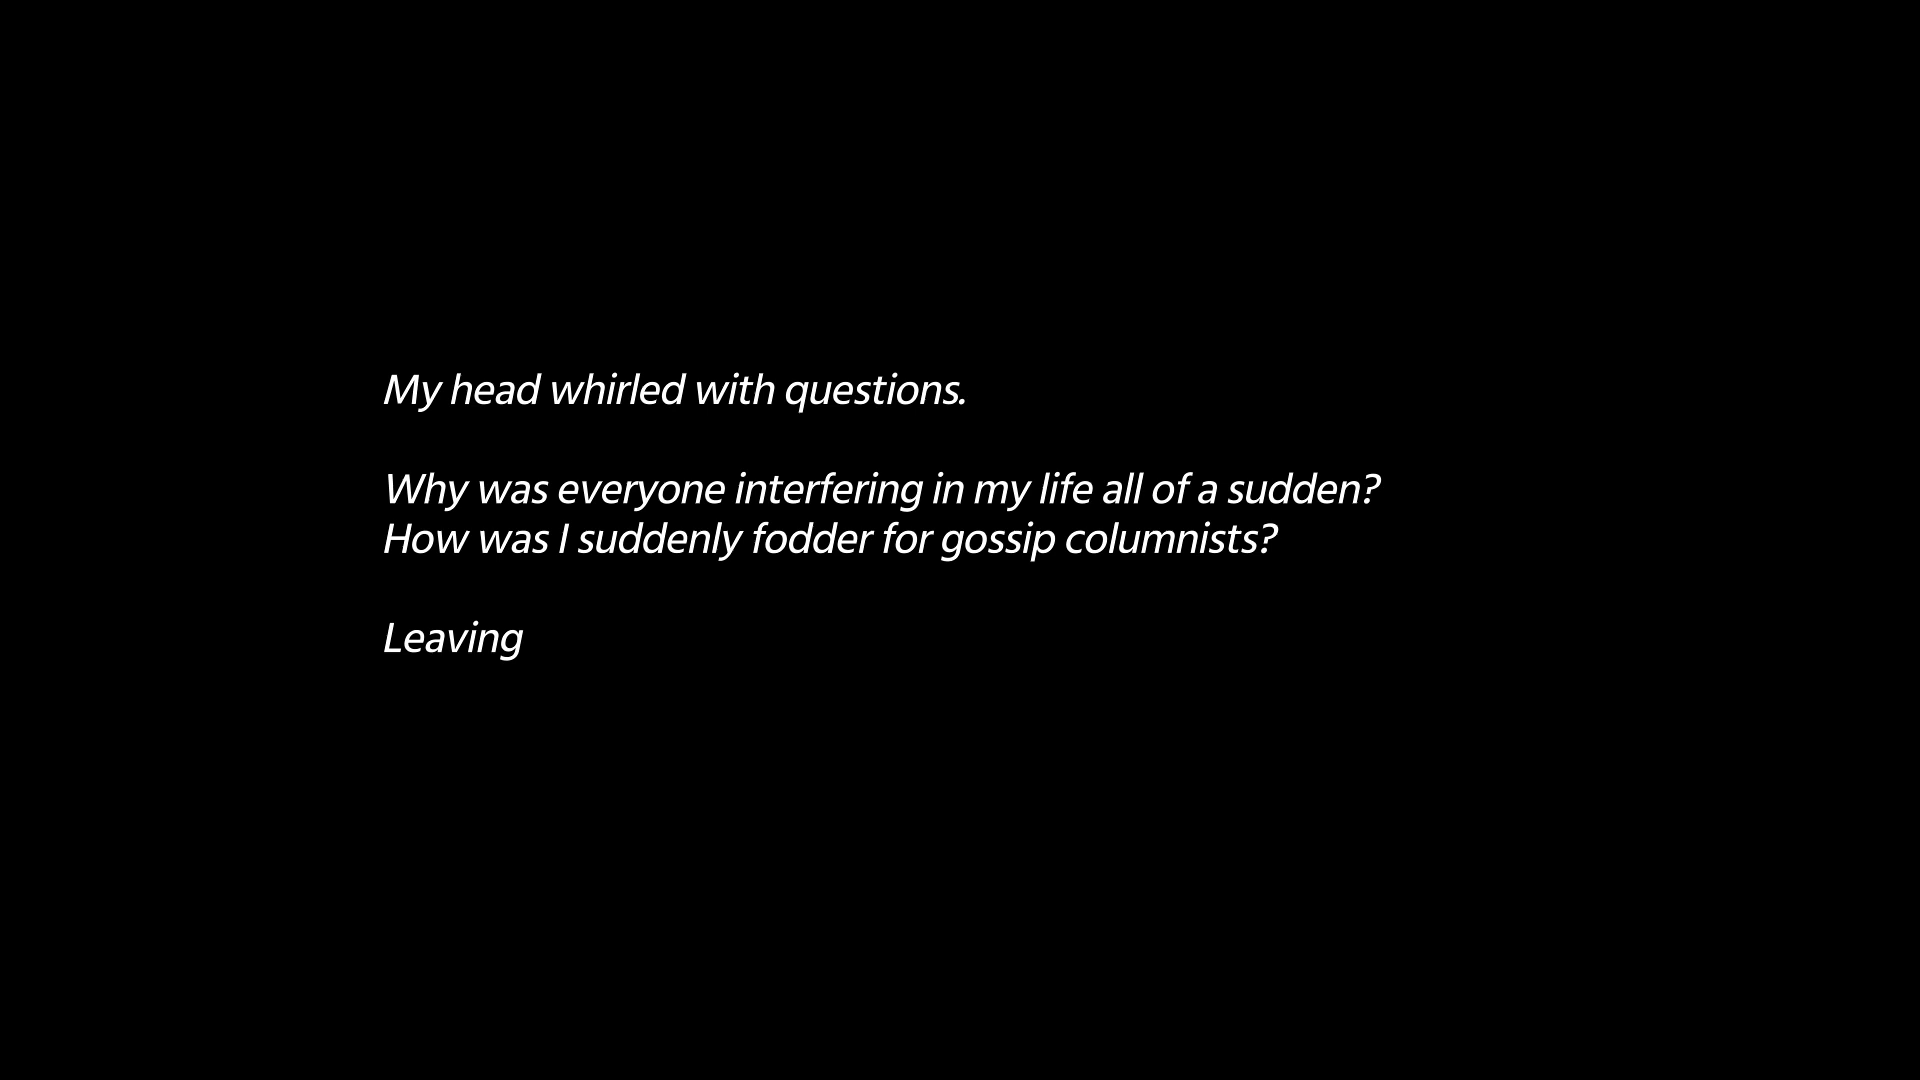 My head whirled with questions.
Why was everyone interfering in my life all of a sudden?
How was I suddenly fodder for gossip columnists?
Leaving